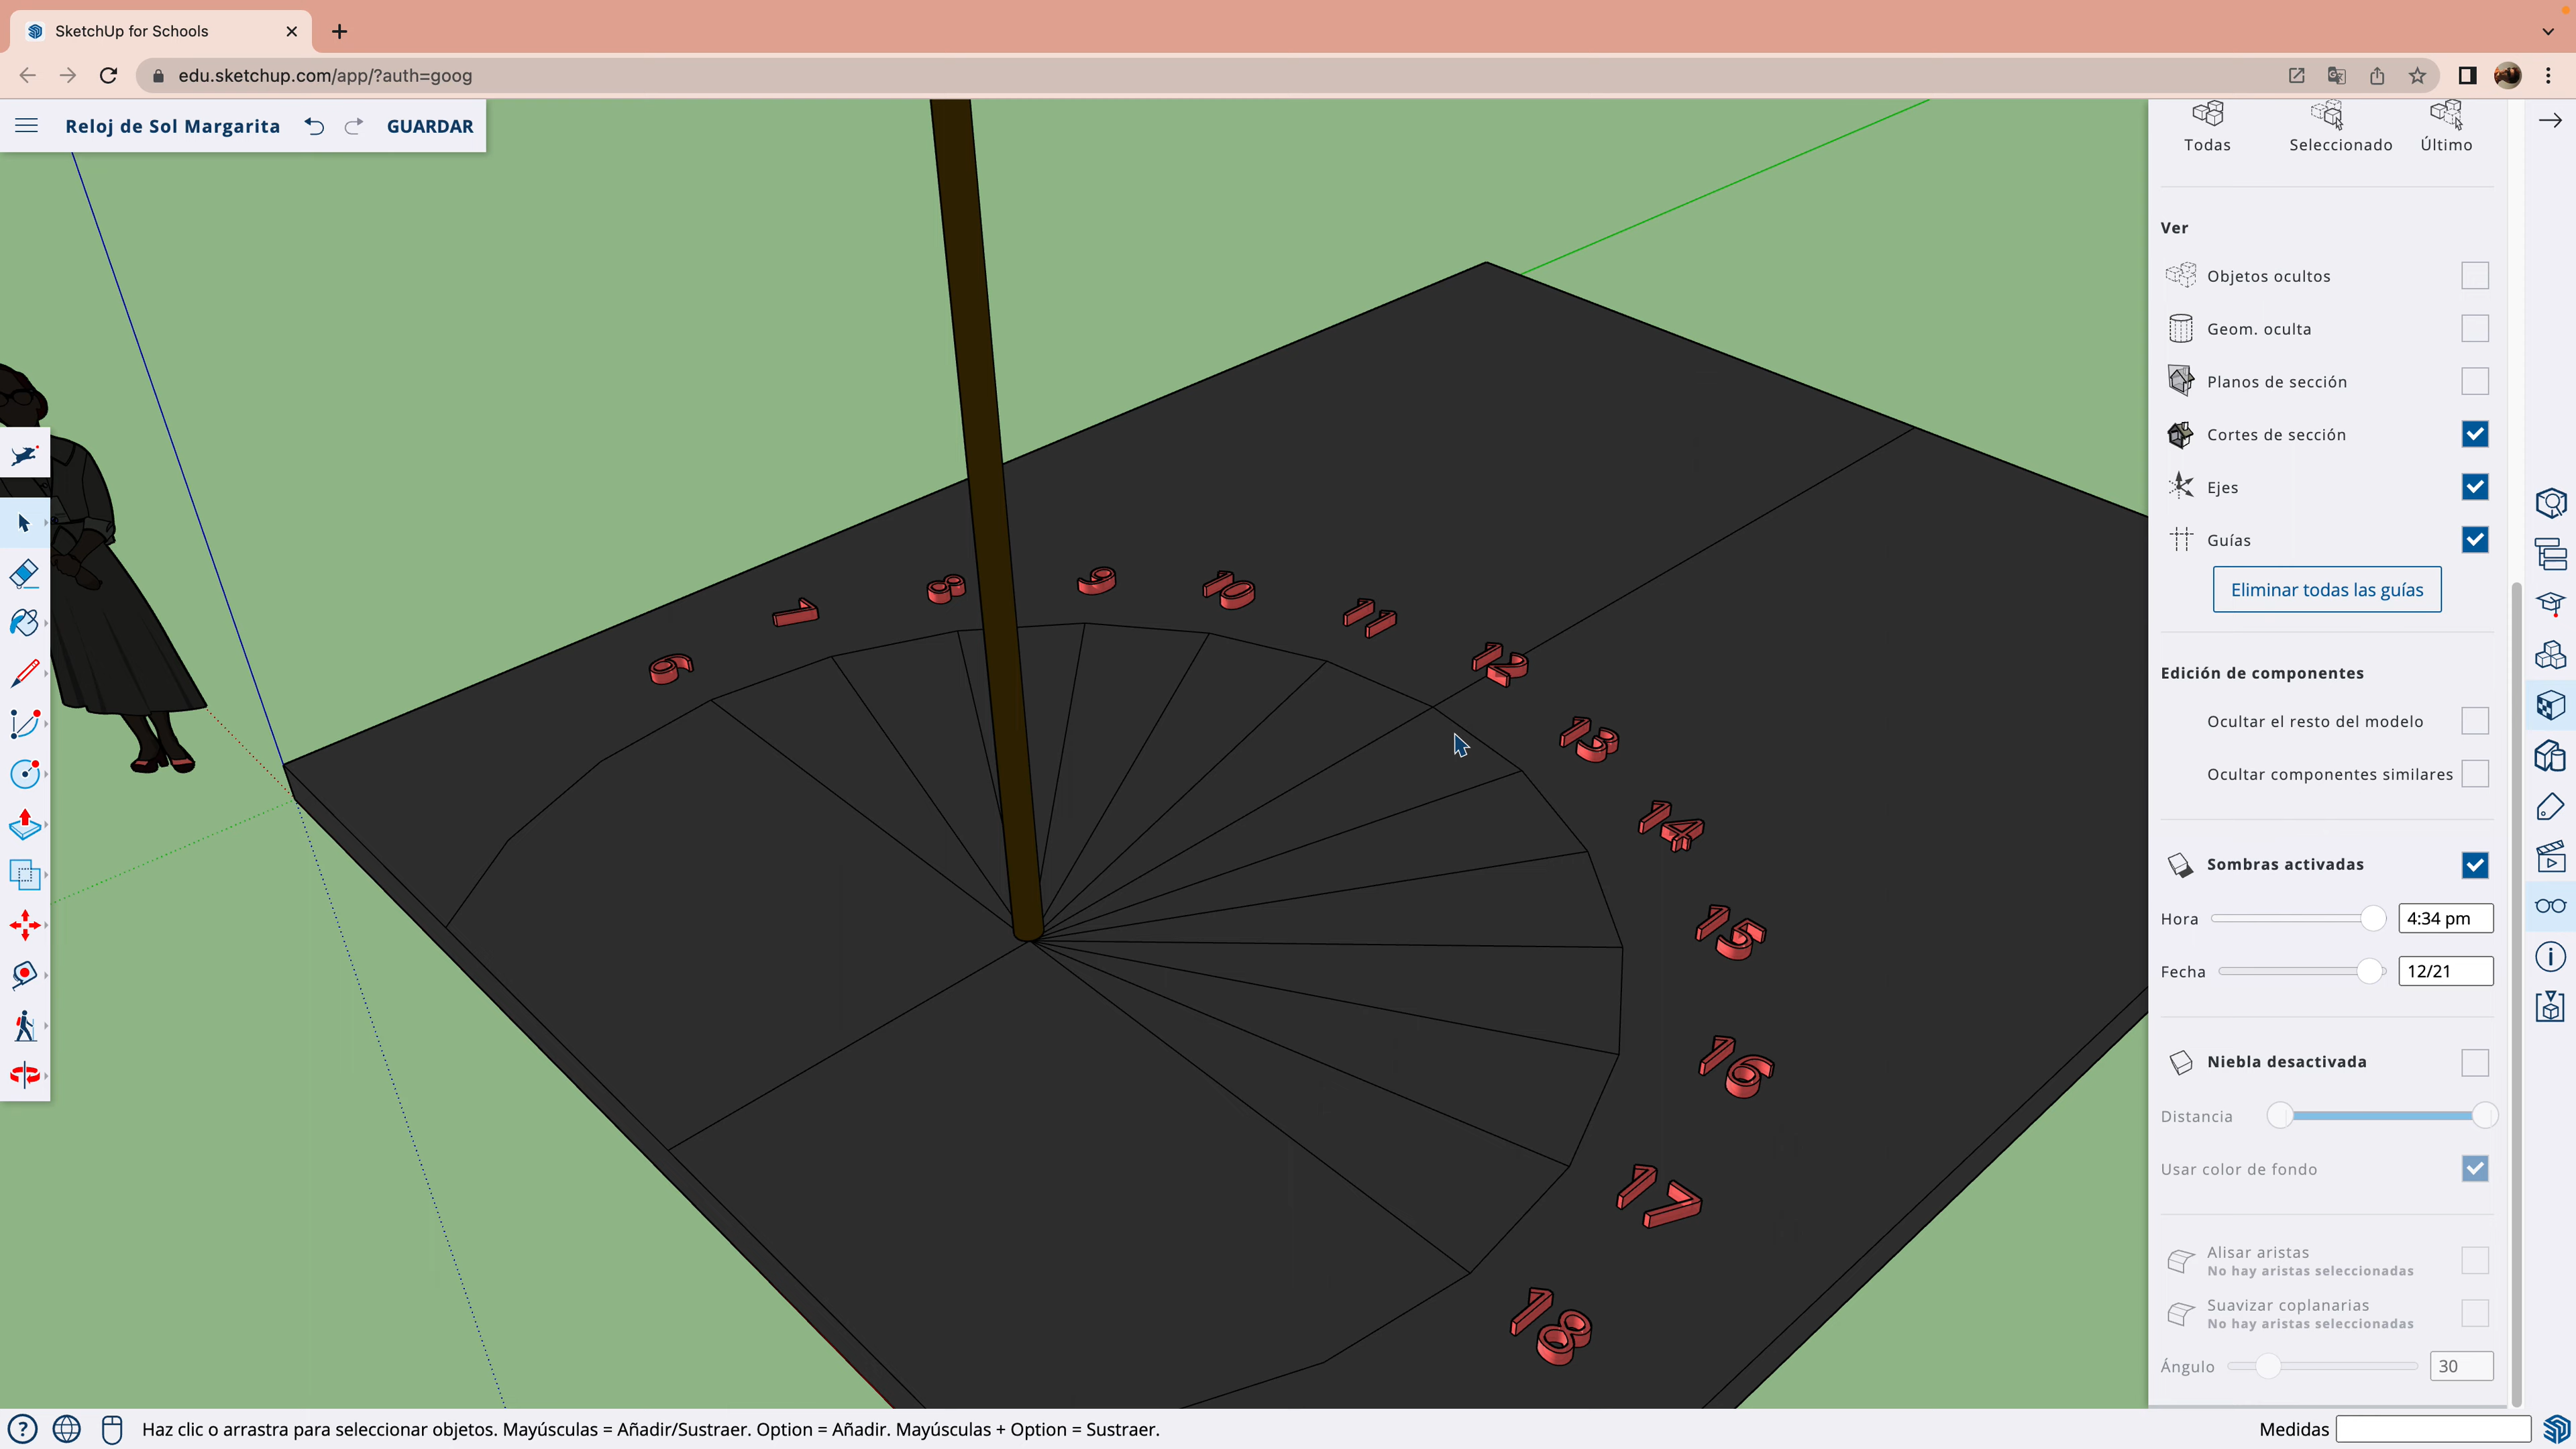 SketchUp for Schools
edu.sketchup.com/app/?auth=goog
Reloj de Sol Margarita
GUARDAR
Todas
Seleccionado
Último
Ver
Objetos ocultos
Geom. oculta
Planos de sección
Cortes de sección
Ejes
Guías
Eliminar todas las guías
Edición de componentes
Ocultar el resto del modelo
Ocultar componentes similares
Sombras activadas
Hora 4:34 pm
Fecha 12/21
Niebla desactivada
Distancia
Usar color de fondo
Alisar aristas
No hay aristas seleccionadas
Suavizar coplanarias
No hay aristas seleccionadas
Ángulo 30
6
7
8
9
10
11
12
13
14
15
16
17
18
Haz clic o arrastra para seleccionar objetos. Mayúsculas = Añadir/Sustraer. Option = Añadir. Mayúsculas + Option = Sustraer.
Medidas